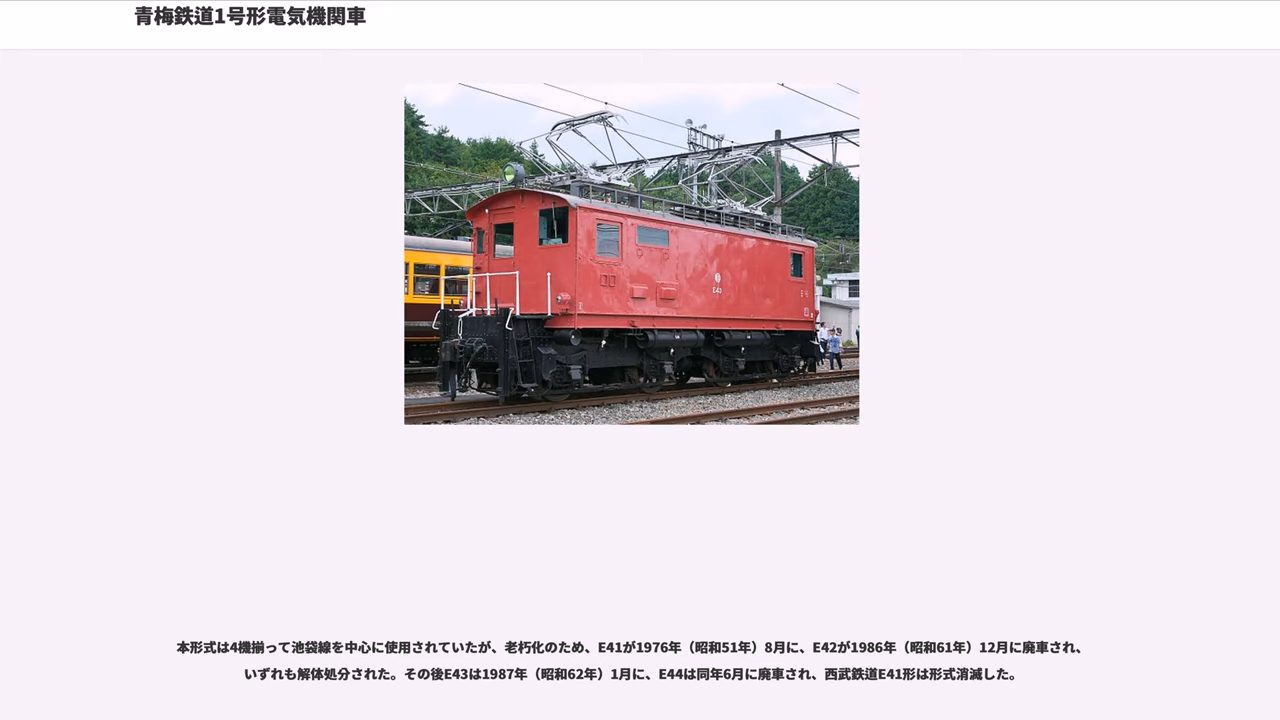 青梅鉄道1号形電気機関車
E43
本形式は4機揃って池袋線を中心に使用されていたが、老朽化のため、E41が1976年（昭和51年）8月に、E42が1986年（昭和61年）12月に廃車され、
いずれも解体処分された。その後E43は1987年（昭和62年）1月に、E44は同年6月に廃車され、西武鉄道E41形は形式消滅した。